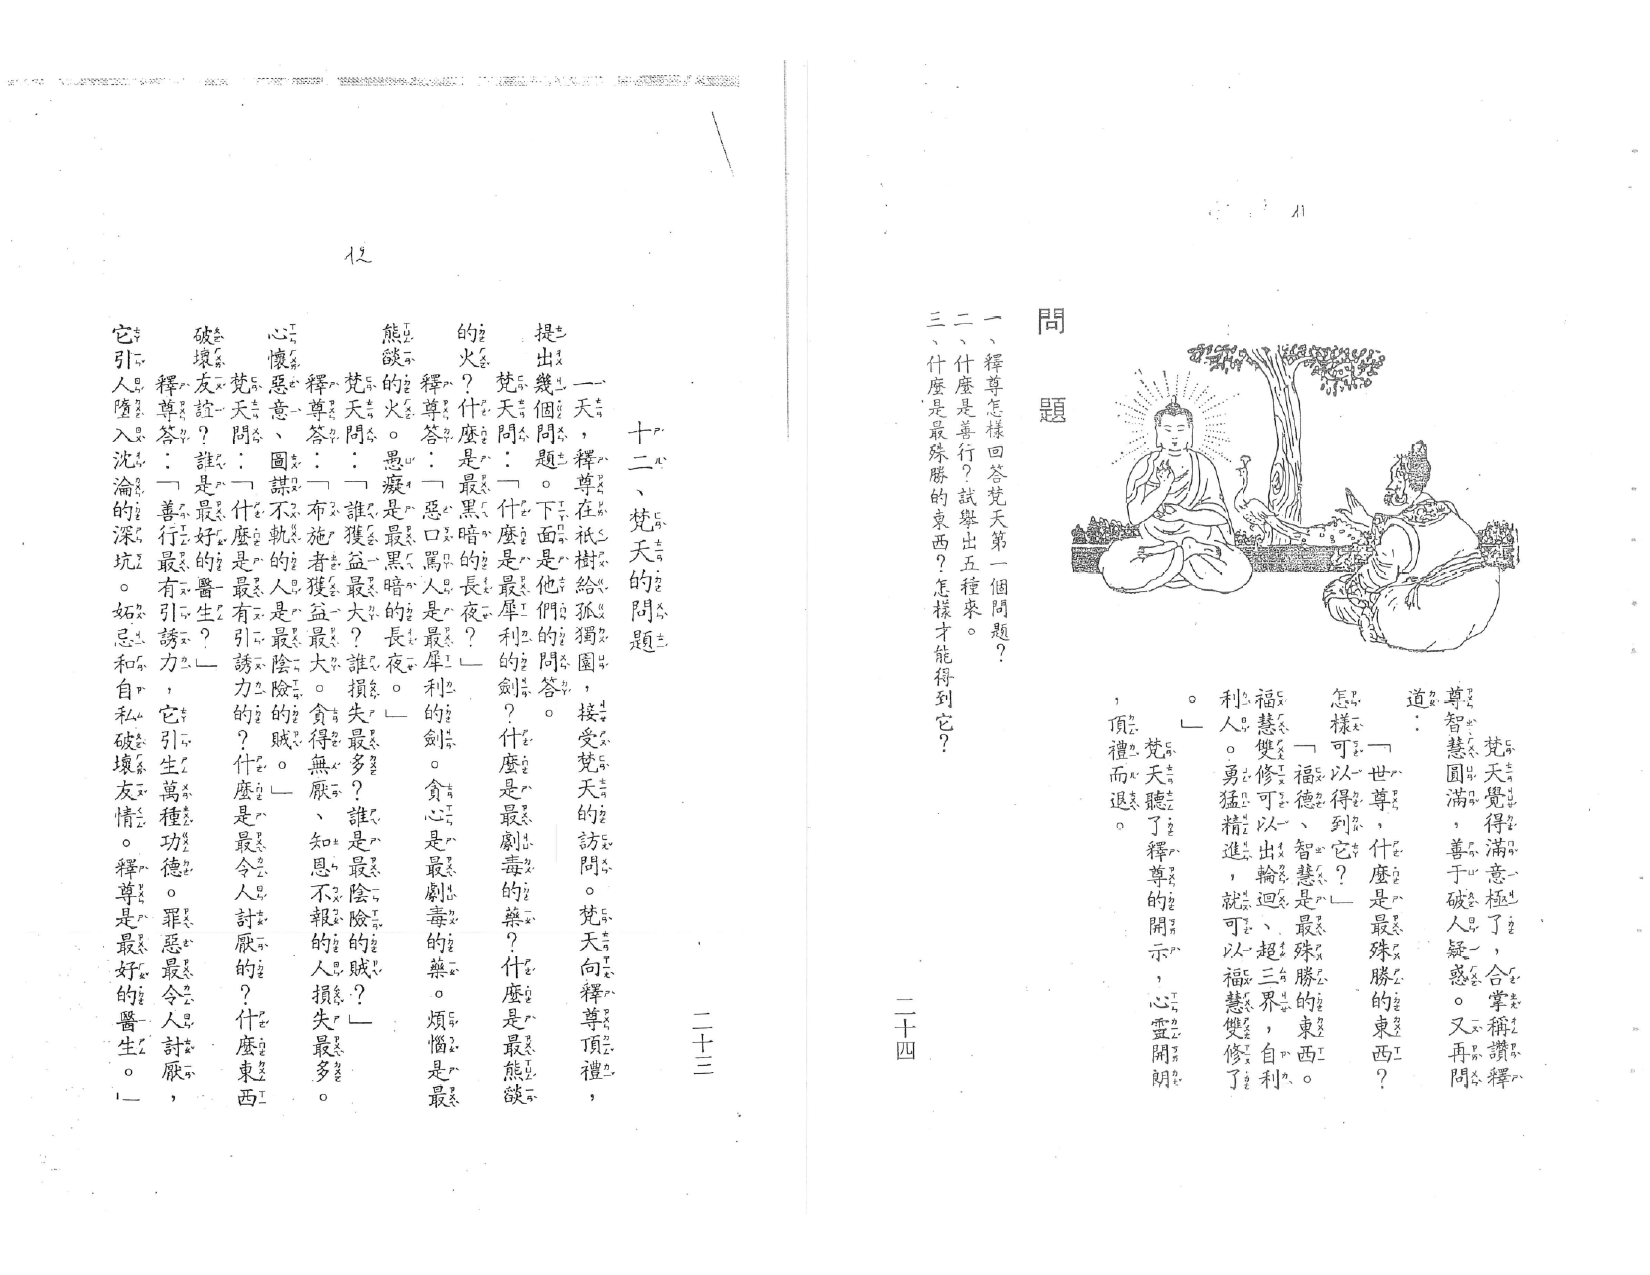 二十三
十二、梵天的問題
一天，釋尊在祇樹給孤獨園，接受梵天的訪問。梵天向釋尊頂禮，
提出幾個問題。下面是他們的問答。
梵天問：「什麼是最犀利的劍？什麼是最劇毒的藥？什麼是最熊燄
的火？什麼是最黑暗的長夜？」
釋尊答：「惡口罵人是最犀利的劍。貪心是最劇毒的藥。煩惱是最
熊燄的火。愚癡是最黑暗的長夜。」
梵天問：「誰獲益最大？誰損失最多？誰是最陰險的賊？」
釋尊答：「布施者獲益最大。貪得無厭、知恩不報的人損失最多。
心懷惡意、圖謀不軌的人是最陰險的賊。」
梵天問：「什麼是最有引誘力的？什麼是最令人討厭的？什麼東西
破壞友誼？誰是最好的醫生？」
釋尊答：「善行最有引誘力，它引生萬種功德。罪惡最令人討厭，
它引人墮入沈淪的深坑。妬忌和自私破壞友情。釋尊是最好的醫生。」
梵天覺得滿意極了，合掌稱讚釋
尊智慧圓滿，善于破人疑惑。又再問
道：
「世尊，什麼是最殊勝的東西？
怎樣可以得到它？」
「福德、智慧是最殊勝的東西。
福慧雙修可以出輪迴、超三界，自利
利人。勇猛精進，就可以福慧雙修了
。」
梵天聽了釋尊的開示，心靈開朗
，頂禮而退。
問題
一、釋尊怎樣回答梵天第一個問題？
二、什麼是善行？試舉出五種來。
三、什麼是最殊勝的東西？怎樣才能得到它？
二十四